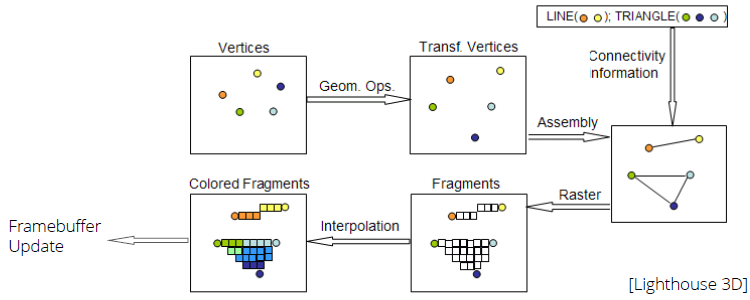 LINE( ); TRIANGLE( )
Vertices
Transf. Vertices
Connectivity
Information
Geom. Ops.
Assembly
Colored Fragments
Fragments
Raster
Interpolation
Framebuffer
Update
[Lighthouse 3D]